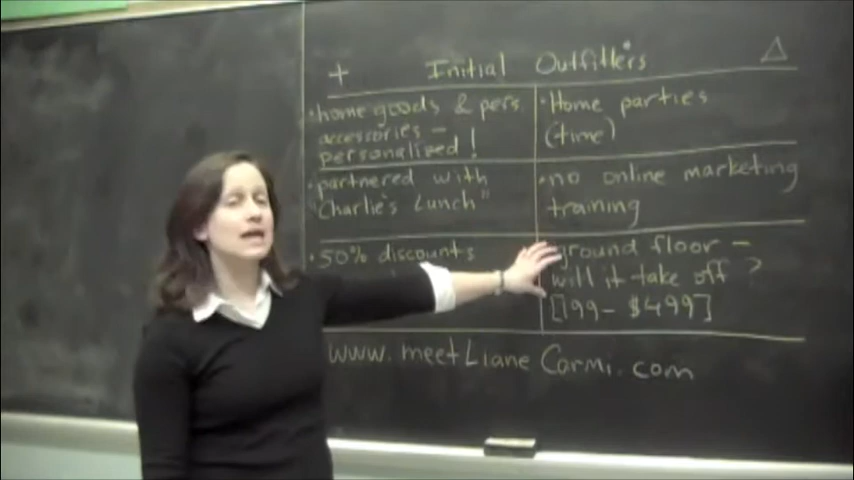 + Initial Outfitters Δ
• home goods & pers.
accessories -
personalized!
• Home parties
(time)
• partnered with
"Charlie's Lunch"
• no online marketing
training
• 50% discounts
ground floor -
will it take off?
[199 - $499]
www.meetLianeCarmi.com